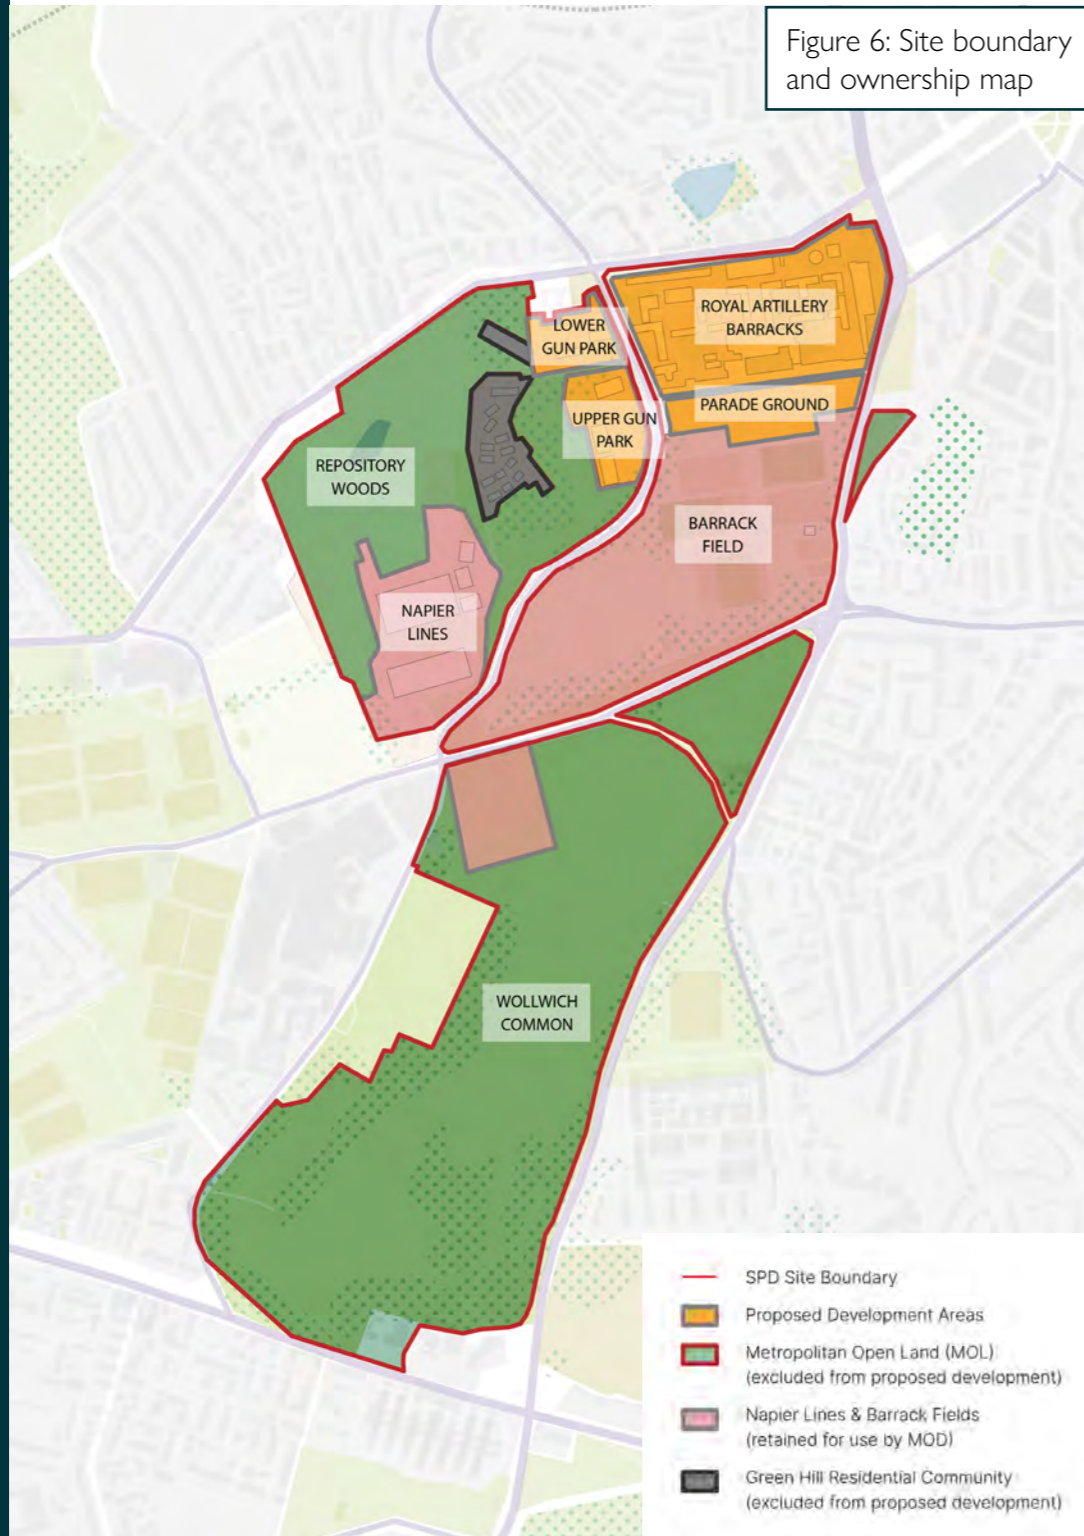 Figure 6: Site boundary
and ownership map
ROYAL ARTILLERY
BARRACKS
LOWER
GUN PARK
PARADE GROUND
UPPER GUN
PARK
REPOSITORY
WOODS
BARRACK
FIELD
NAPIER
LINES
WOLLWICH
COMMON
SPD Site Boundary
Proposed Development Areas
Metropolitan Open Land (MOL)
(excluded from proposed development)
Napier Lines & Barrack Fields
(retained for use by MOD)
Green Hill Residential Community
(excluded from proposed development)